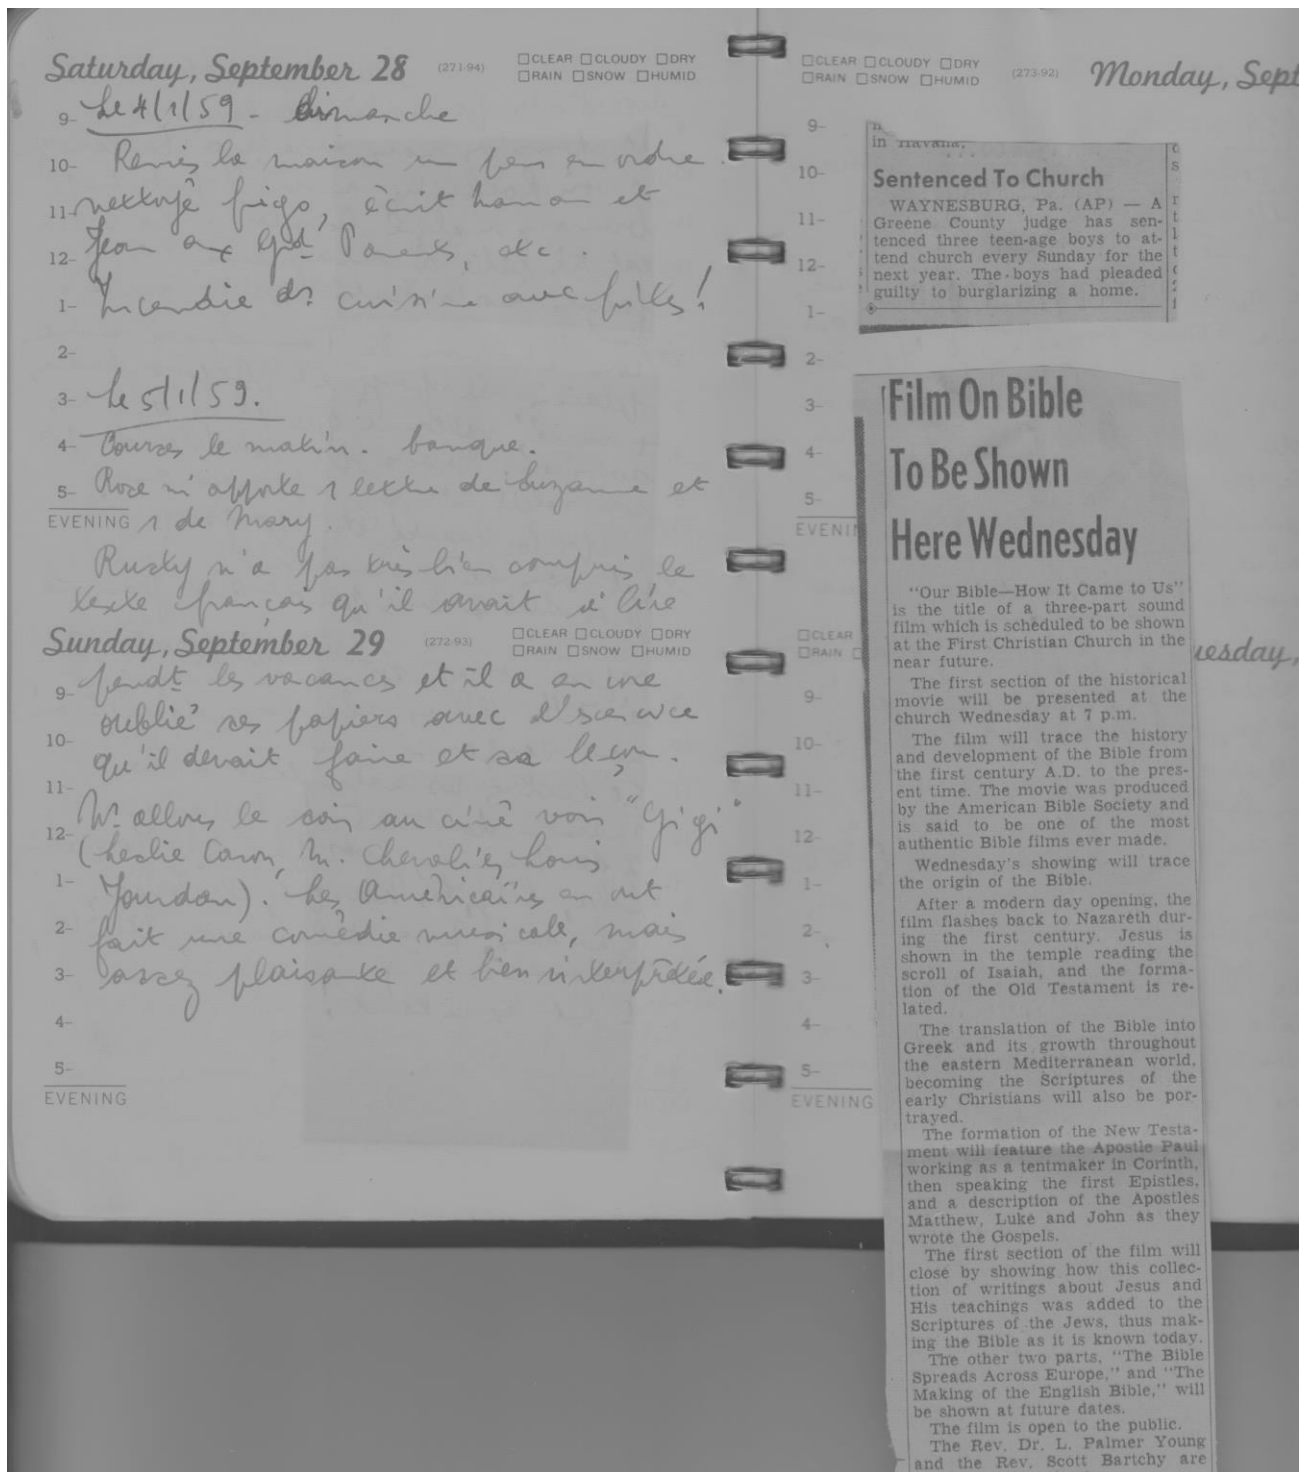 Saturday, September 28 (271-94) □CLEAR □CLOUDY □DRY
□RAIN □SNOW □HUMID
9- Le 4/1/59 - dimanche
10- Remis la maison un peu en ordre.
11- nettoyé frigo, écrit maman et
12- Jean aux Gds Parents, etc.
1- Incendie ds cuisine avec frites!
2-
3- Le 5/1/59.
4- Courses le matin. banque.
5- Rose m'apporte 1 lettre de Suzanne et
EVENING 1 de Mary.
Rusty n'a pas très bien compris le
texte français qu'il avait à lire
Sunday, September 29 (272-93) □CLEAR □CLOUDY □DRY
□RAIN □SNOW □HUMID
9- pendt les vacances et il a
oublié ses papiers avec
10- qu'il devait faire et sa leçon.
11-
12- Ns allons le soir au ciné voir "Gigi"
(Leslie Caron, M. Chevalier, Louis
1- Jourdan). Les Américains en ont
2- fait une comédie musicale, mais
3- assez plaisante et bien interprétée.
4-
5-
EVENING
□CLEAR □CLOUDY □DRY
□RAIN □SNOW □HUMID
(273-92) Monday, Sept
9-
10-
11-
12-
1-
2-
3-
4-
5-
EVENIN
in Havana.
Sentenced To Church
WAYNESBURG, Pa. (AP) — A
Greene County judge has sen-
tenced three teen-age boys to at-
tend church every Sunday for the
next year. The boys had pleaded
guilty to burglarizing a home.
□CLEAR
□RAIN □
uesday,
9-
10-
11-
12-
1-
2-
3-
4-
5-
EVENING
Film On Bible
To Be Shown
Here Wednesday
"Our Bible—How It Came to Us"
is the title of a three-part sound
film which is scheduled to be shown
at the First Christian Church in the
near future.
The first section of the historical
movie will be presented at the
church Wednesday at 7 p.m.
The film will trace the history
and development of the Bible from
the first century A.D. to the pres-
ent time. The movie was produced
by the American Bible Society and
is said to be one of the most
authentic Bible films ever made.
Wednesday's showing will trace
the origin of the Bible.
After a modern day opening, the
film flashes back to Nazareth dur-
ing the first century. Jesus is
shown in the temple reading the
scroll of Isaiah, and the forma-
tion of the Old Testament is re-
lated.
The translation of the Bible into
Greek and its growth throughout
the eastern Mediterranean world,
becoming the Scriptures of the
early Christians will also be por-
trayed.
The formation of the New Testa-
ment will feature the Apostle Paul
working as a tentmaker in Corinth,
then speaking the first Epistles,
and a description of the Apostles
Matthew, Luke and John as they
wrote the Gospels.
The first section of the film will
close by showing how this collec-
tion of writings about Jesus and
His teachings was added to the
Scriptures of the Jews, thus mak-
ing the Bible as it is known today.
The other two parts, "The Bible
Spreads Across Europe," and "The
Making of the English Bible," will
be shown at future dates.
The film is open to the public.
The Rev. Dr. L. Palmer Young
and the Rev. Scott Bartchy are